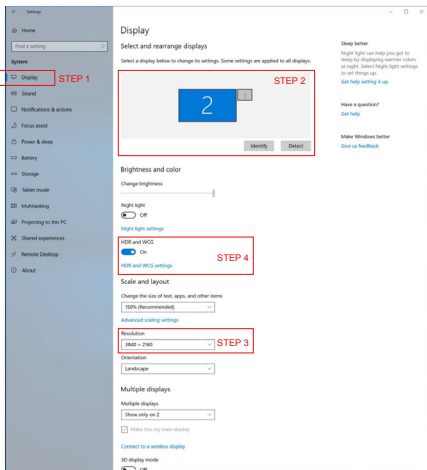 Settings
Home
Find a setting
System
Display
STEP 1
Sound
Notifications & actions
Focus assist
Power & sleep
Battery
Storage
Tablet mode
Multitasking
Projecting to this PC
Shared experiences
Remote Desktop
About
Display
Select and rearrange displays
Select a display below to change its settings. Some settings are applied to all displays.
STEP 2
2
1
Identify
Detect
Brightness and color
Change brightness
Night light
Off
Night light settings
HDR and WCG
On
STEP 4
HDR and WCG settings
Scale and layout
Change the size of text, apps, and other items
150% (Recommended)
Advanced scaling settings
Resolution
3840 × 2160
STEP 3
Orientation
Landscape
Multiple displays
Multiple displays
Show only on 2
Make this my main display
Connect to a wireless display
3D display mode
Off
Sleep better
Night light can help you get to
sleep by displaying warmer colors
at night. Select Night light settings
to set things up.
Get help setting it up
Have a question?
Get help
Make Windows better
Give us feedback